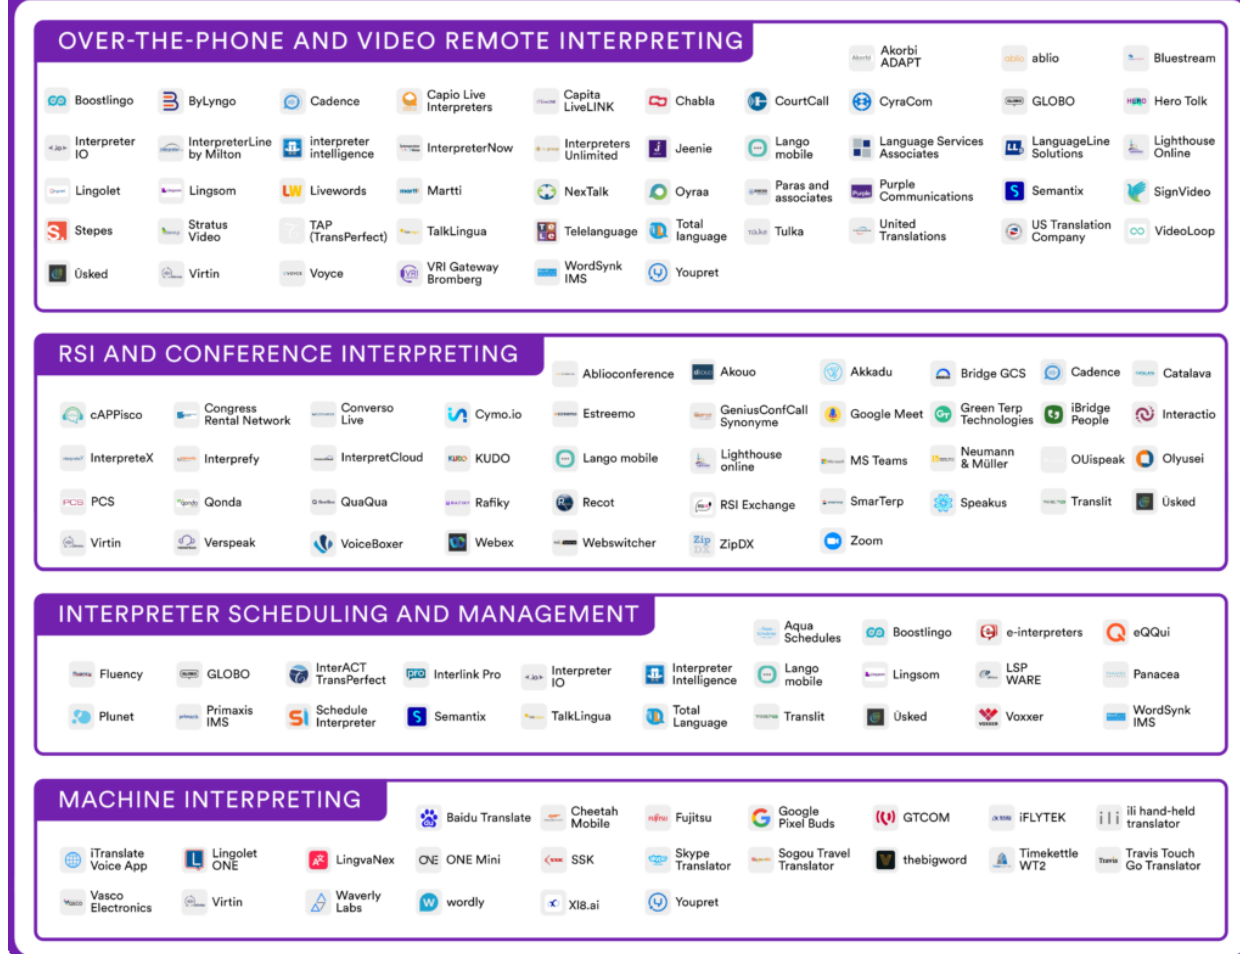 OVER-THE-PHONE AND VIDEO REMOTE INTERPRETING
Akorbi
ADAPT
ablio
Bluestream
Boostlingo
ByLyngo
Cadence
Capio Live
Interpreters
Capita
LiveLINK
Chabla
CourtCall
CyraCom
GLOBO
Hero Tolk
Interpreter
IO
InterpreterLine
by Milton
interpreter
intelligence
InterpreterNow
Interpreters
Unlimited
Jeenie
Lango
mobile
Language Services
Associates
LanguageLine
Solutions
Lighthouse
Online
Lingolet
Lingsom
Livewords
Martti
NexTalk
Oyraa
Paras and
associates
Purple
Communications
Semantix
SignVideo
Stepes
Stratus
Video
TAP
(TransPerfect)
TalkLingua
Telelanguage
Total
language
Tulka
United
Translations
US Translation
Company
VideoLoop
Üsked
Virtin
Voyce
VRI Gateway
Bromberg
WordSynk
IMS
Youpret
RSI AND CONFERENCE INTERPRETING
Ablioconference
Akouo
Akkadu
Bridge GCS
Cadence
Catalava
cAPPisco
Congress
Rental Network
Converso
Live
Cymo.io
Estreemo
GeniusConfCall
Synonyme
Google Meet
Green Terp
Technologies
iBridge
People
Interactio
InterpreteX
Interprefy
InterpretCloud
KUDO
Lango mobile
Lighthouse
online
MS Teams
Neumann
& Müller
OUispeak
Olyusei
PCS
Qonda
QuaQua
Rafiky
Recot
RSI Exchange
SmarTerp
Speakus
Translit
Üsked
Virtin
Verspeak
VoiceBoxer
Webex
Webswitcher
ZipDX
Zoom
INTERPRETER SCHEDULING AND MANAGEMENT
Aqua
Schedules
Boostlingo
e-interpreters
eQQui
Fluency
GLOBO
InterACT
TransPerfect
Interlink Pro
Interpreter
IO
Interpreter
Intelligence
Lango
mobile
Lingsom
LSP
WARE
Panacea
Plunet
Primaxis
IMS
Schedule
Interpreter
Semantix
TalkLingua
Total
Language
Translit
Üsked
Voxxer
WordSynk
IMS
MACHINE INTERPRETING
Baidu Translate
Cheetah
Mobile
Fujitsu
Google
Pixel Buds
GTCOM
iFLYTEK
ili hand-held
translator
iTranslate
Voice App
Lingolet
ONE
LingvaNex
ONE Mini
SSK
Skype
Translator
Sogou Travel
Translator
thebigword
Timekettle
WT2
Travis Touch
Go Translator
Vasco
Electronics
Virtin
Waverly
Labs
wordly
XI8.ai
Youpret